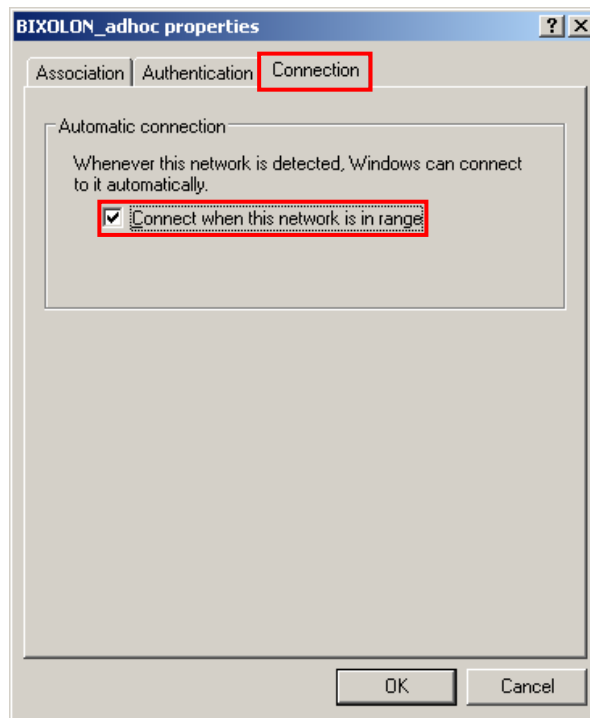 BIXOLON_adhoc properties
Association Authentication Connection
Automatic connection
Whenever this network is detected, Windows can connect
to it automatically.
Connect when this network is in range
OK Cancel